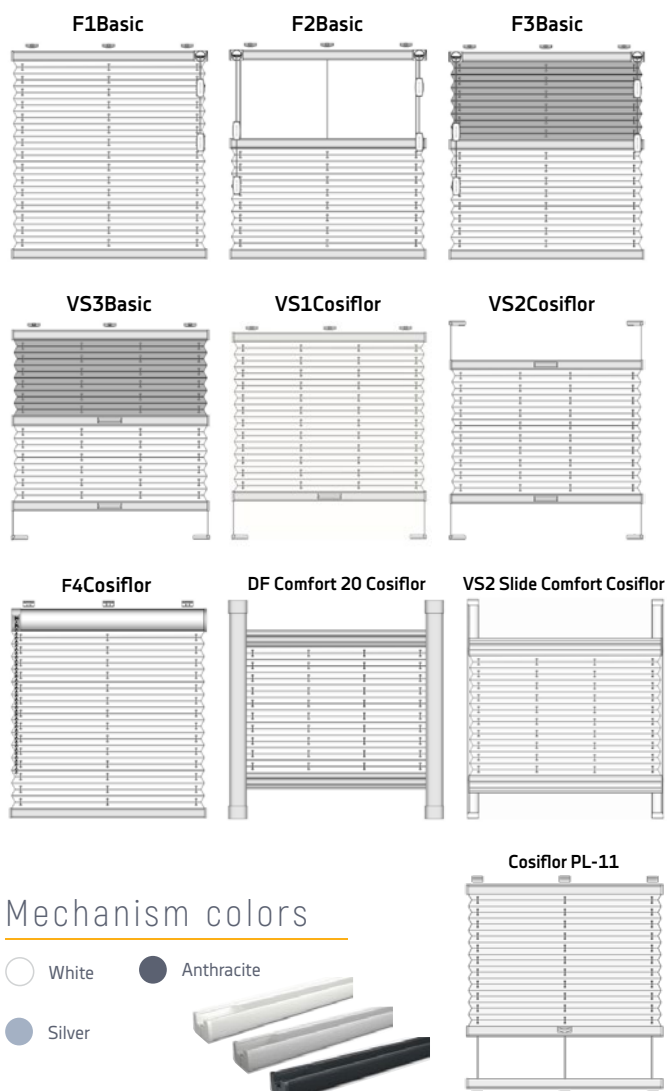 F1Basic
F2Basic
F3Basic
VS3Basic
VS1Cosiflor
VS2Cosiflor
F4Cosiflor
DF Comfort 20 Cosiflor
VS2 Slide Comfort Cosiflor
Cosiflor PL-11
Mechanism colors
White
Anthracite
Silver